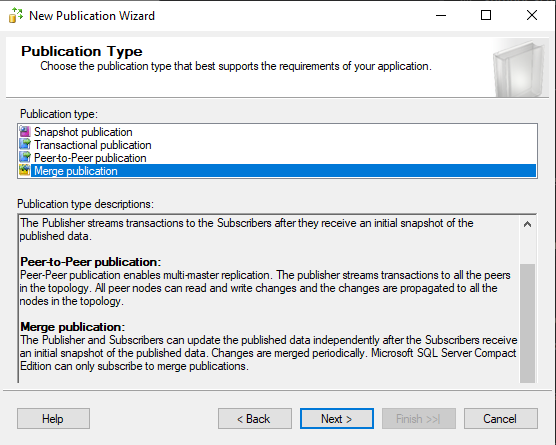 New Publication Wizard
Publication Type
Choose the publication type that best supports the requirements of your application.
Publication type:
Snapshot publication
Transactional publication
Peer-to-Peer publication
Merge publication
Publication type descriptions:
The Publisher streams transactions to the Subscribers after they receive an initial snapshot of the
published data.
Peer-to-Peer publication:
Peer-Peer publication enables multi-master replication. The publisher streams transactions to all the peers
in the topology. All peer nodes can read and write changes and the changes are propagated to all the
nodes in the topology.
Merge publication:
The Publisher and Subscribers can update the published data independently after the Subscribers receive
an initial snapshot of the published data. Changes are merged periodically. Microsoft SQL Server Compact
Edition can only subscribe to merge publications.
Help
< Back
Next >
Finish >>|
Cancel